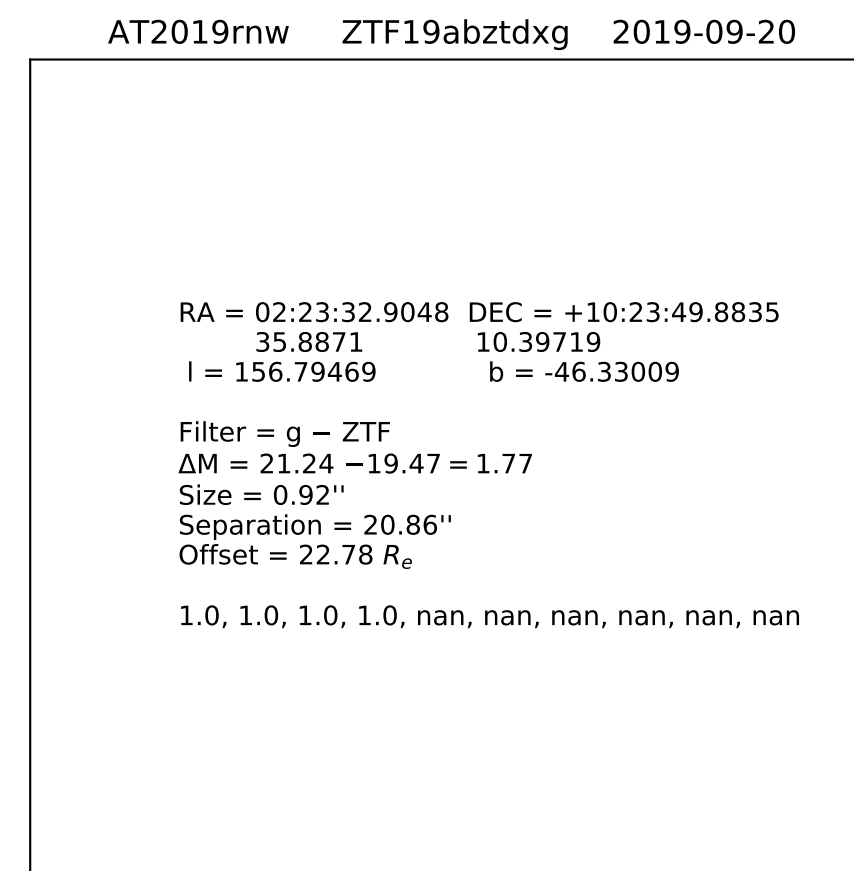 AT2019rnw ZTF19abztdxg 2019-09-20
RA = 02:23:32.9048 DEC = +10:23:49.8835
35.8871 10.39719
l = 156.79469 b = -46.33009
Filter = g − ZTF
ΔM = 21.24 −19.47 = 1.77
Size = 0.92''
Separation = 20.86''
Offset = 22.78 Rₑ
1.0, 1.0, 1.0, 1.0, nan, nan, nan, nan, nan, nan